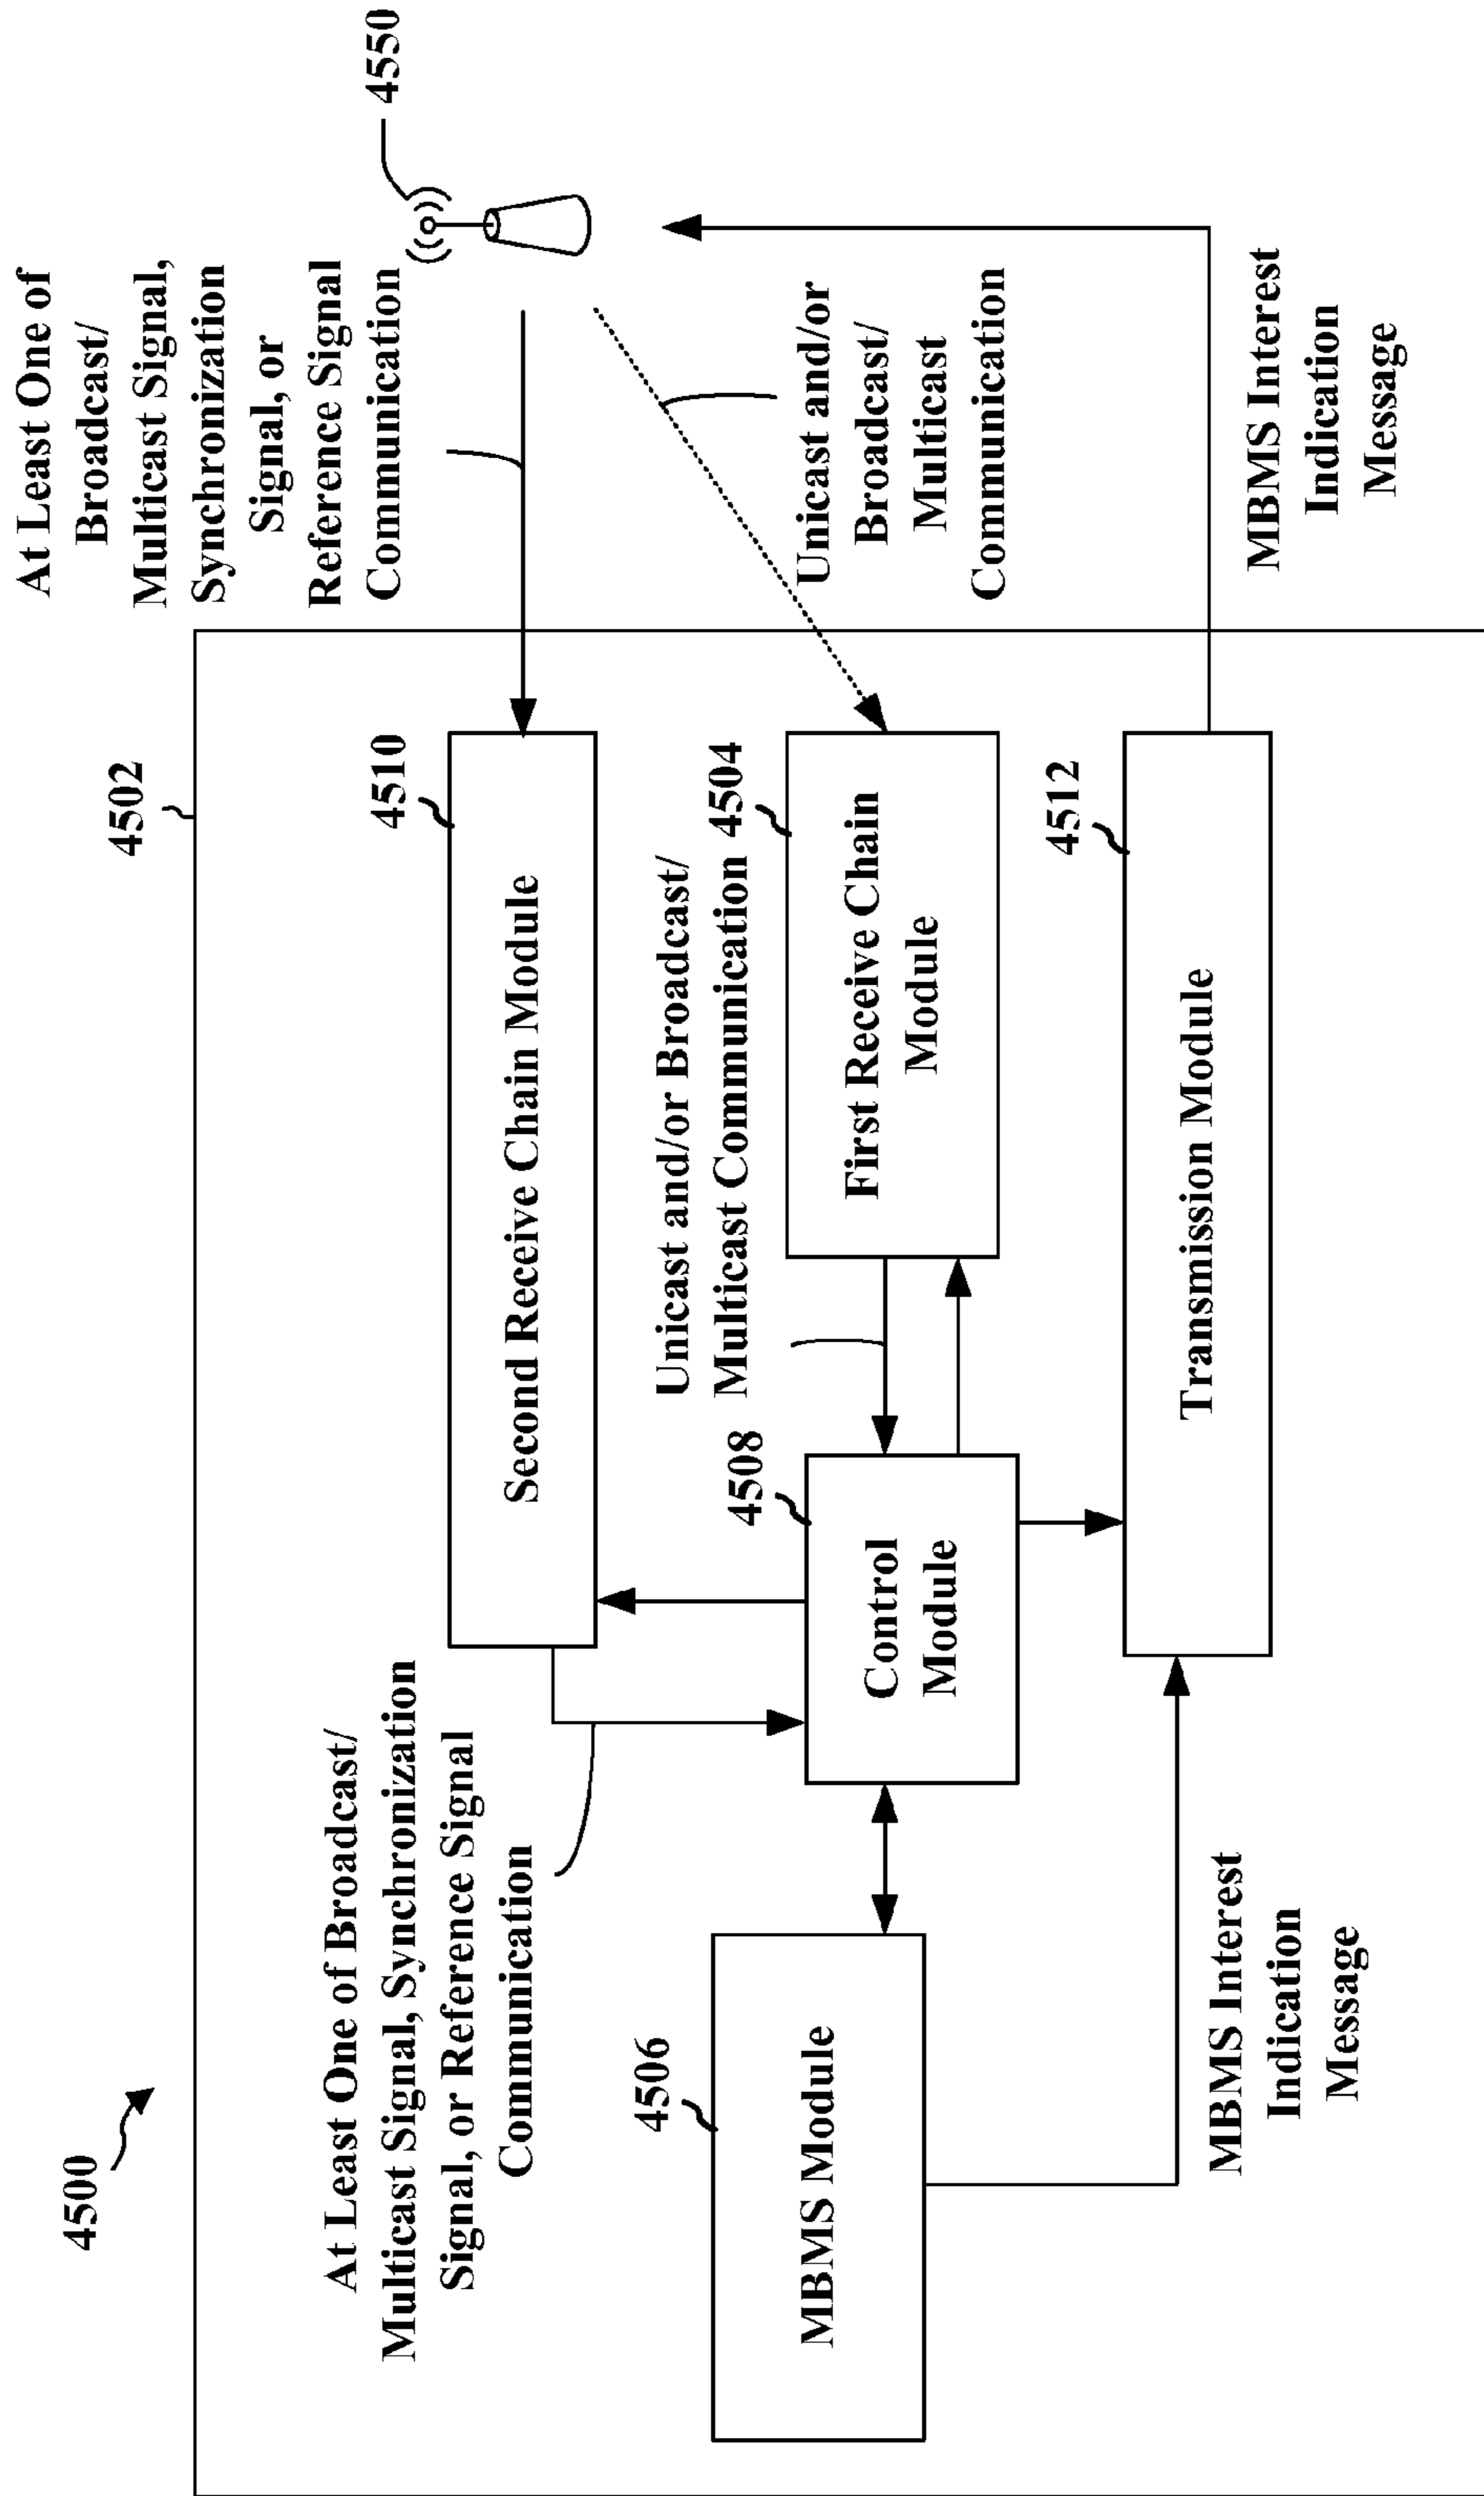 4500
4502
At Least One of
Broadcast/
Multicast Signal,
Synchronization
Signal, or
Reference Signal
Communication
4550
At Least One of Broadcast/
Multicast Signal, Synchronization
Signal, or Reference Signal
Communication
4510
Second Receive Chain Module
Unicast and/or Broadcast/
Multicast Communication
4504
First Receive Chain
Module
Unicast and/or
Broadcast/
Multicast
Communication
4506
MBMS Module
4508
Control
Module
4512
Transmission Module
MBMS Interest
Indication
Message
MBMS Interest
Indication
Message